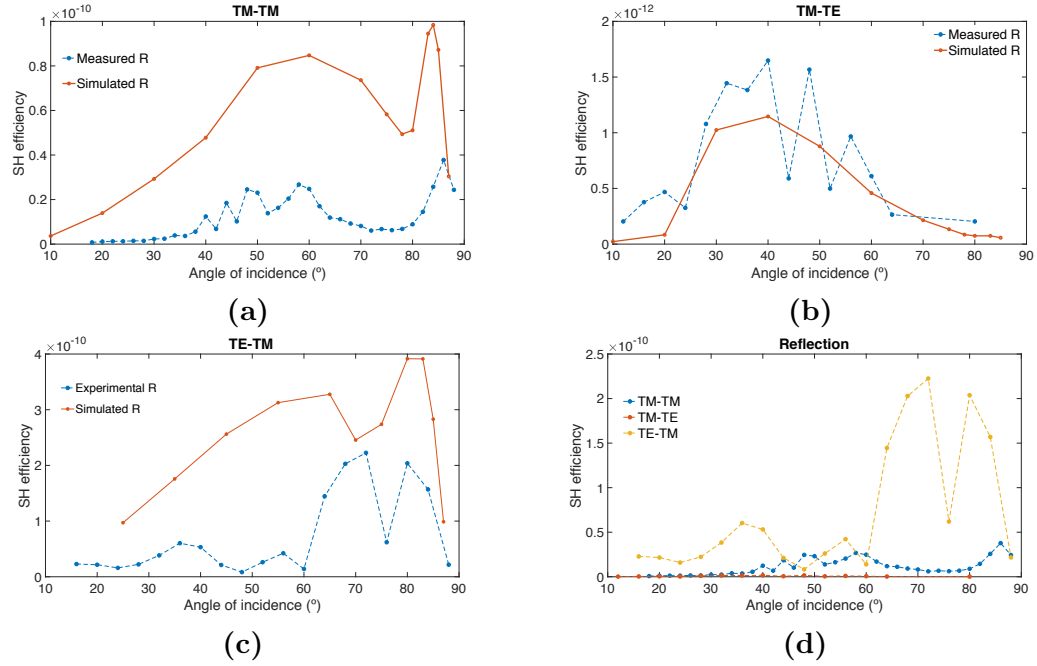 TM-TM
×10⁻¹⁰
1
0.8
0.6
0.4
0.2
0
SH efficiency
Measured R
Simulated R
10 20 30 40 50 60 70 80 90
Angle of incidence (º)
(a)
TM-TE
×10⁻¹²
2
1.5
1
0.5
0
SH efficiency
Measured R
Simulated R
10 20 30 40 50 60 70 80 90
Angle of incidence (º)
(b)
TE-TM
×10⁻¹⁰
4
3
2
1
0
SH efficiency
Experimental R
Simulated R
10 20 30 40 50 60 70 80 90
Angle of incidence (º)
(c)
Reflection
×10⁻¹⁰
2.5
2
1.5
1
0.5
0
SH efficiency
TM-TM
TM-TE
TE-TM
10 20 30 40 50 60 70 80 90
Angle of incidence (º)
(d)